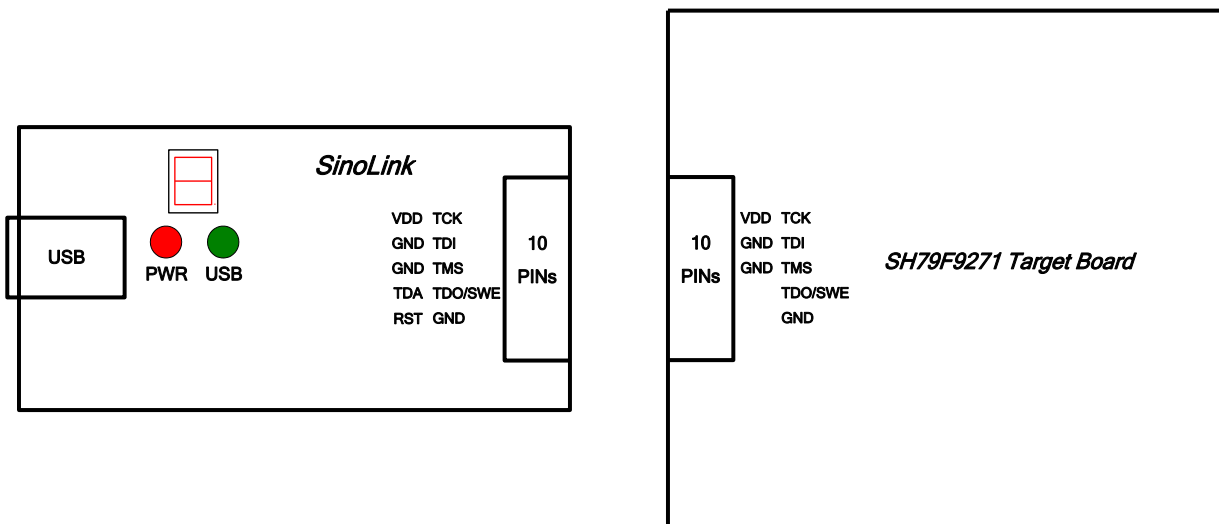 SinoLink
USB
PWR USB
VDD TCK
GND TDI
GND TMS
TDA TDO/SWE
RST GND
10
PINs
10
PINs
VDD TCK
GND TDI
GND TMS
TDO/SWE
GND
SH79F9271 Target Board